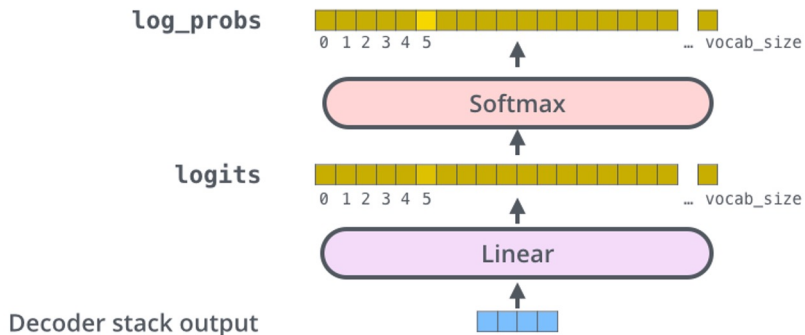 log_probs
0 1 2 3 4 5 … vocab_size
Softmax
logits
0 1 2 3 4 5 … vocab_size
Linear
Decoder stack output